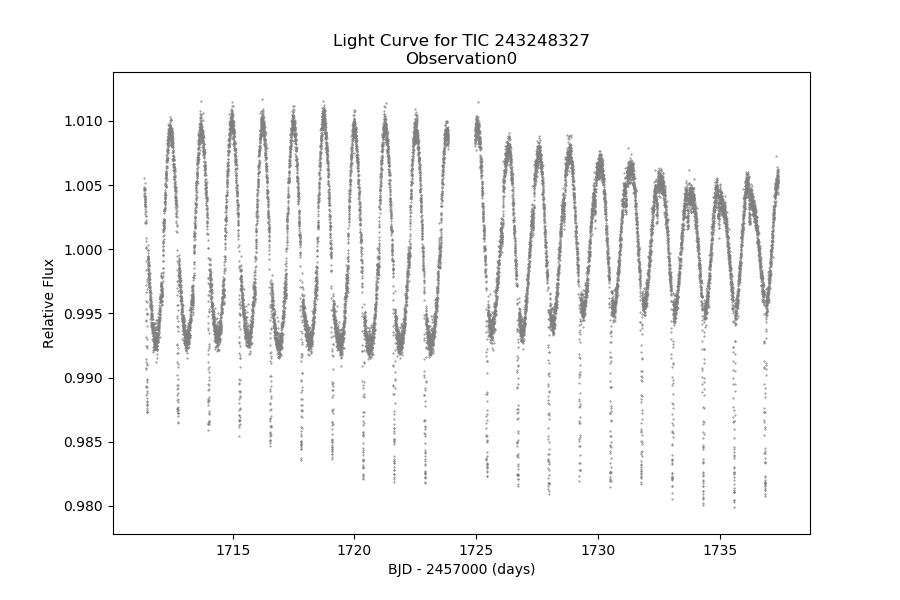 Light Curve for TIC 243248327
Observation0
1.010
1.005
1.000
0.995
0.990
0.985
0.980
Relative Flux
1715 1720 1725 1730 1735
BJD - 2457000 (days)